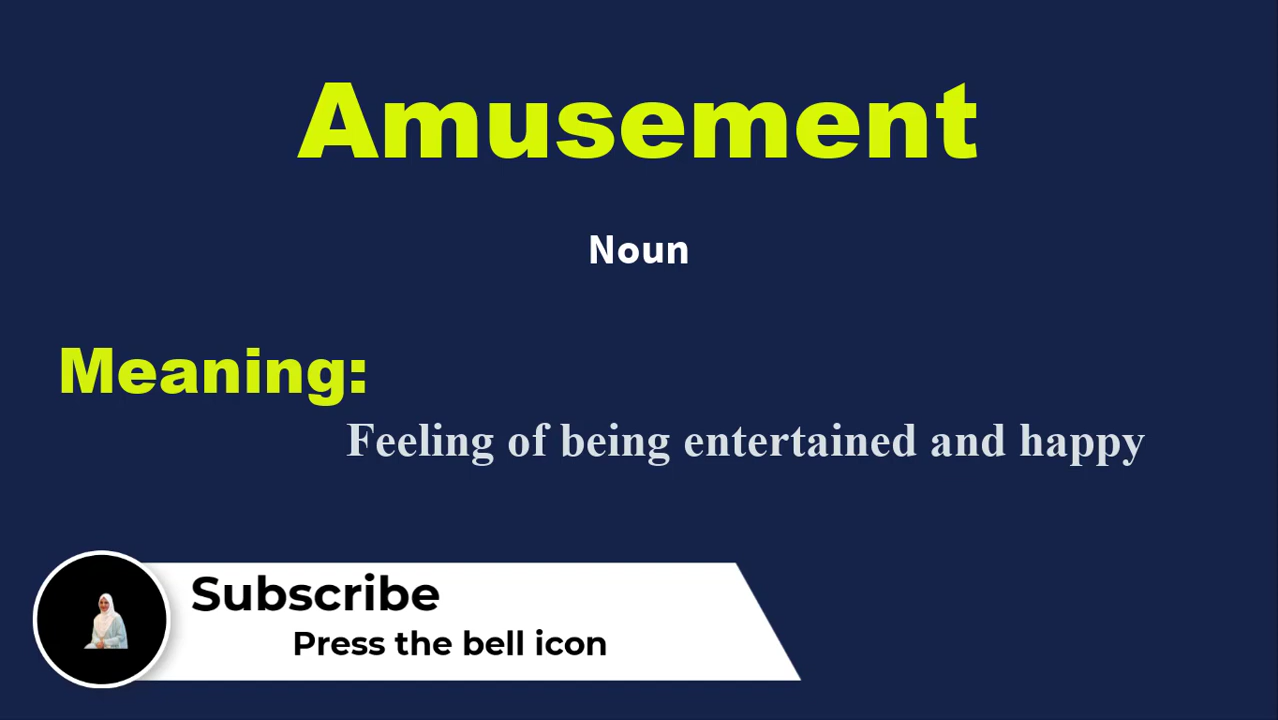 Amusement
Noun
Meaning:
Feeling of being entertained and happy
Subscribe
Press the bell icon